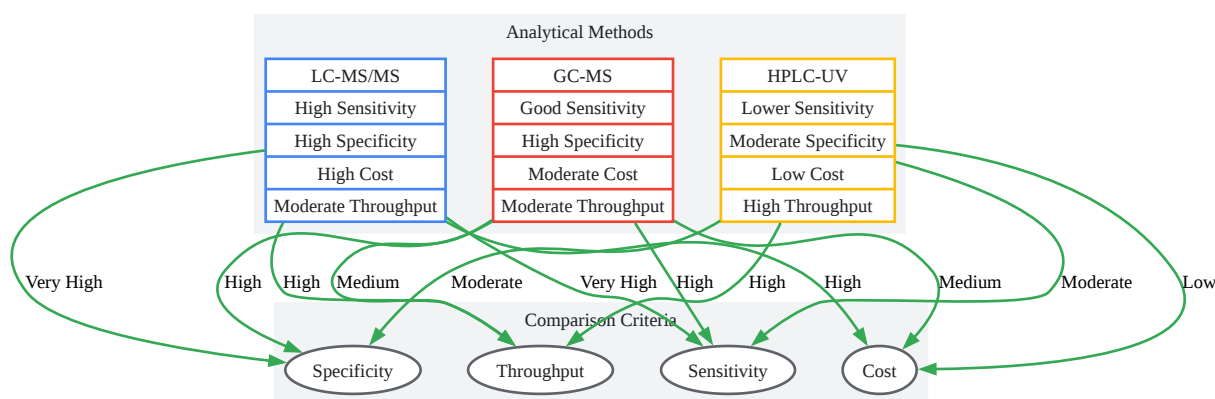 Analytical Methods
LC-MS/MS
High Sensitivity
High Specificity
High Cost
Moderate Throughput
GC-MS
Good Sensitivity
High Specificity
Moderate Cost
Moderate Throughput
HPLC-UV
Lower Sensitivity
Moderate Specificity
Low Cost
High Throughput
Very High
High
High
Medium
Moderate
Very High
High
High
High
Medium
Moderate
Low
Comparison Criteria
Specificity
Throughput
Sensitivity
Cost